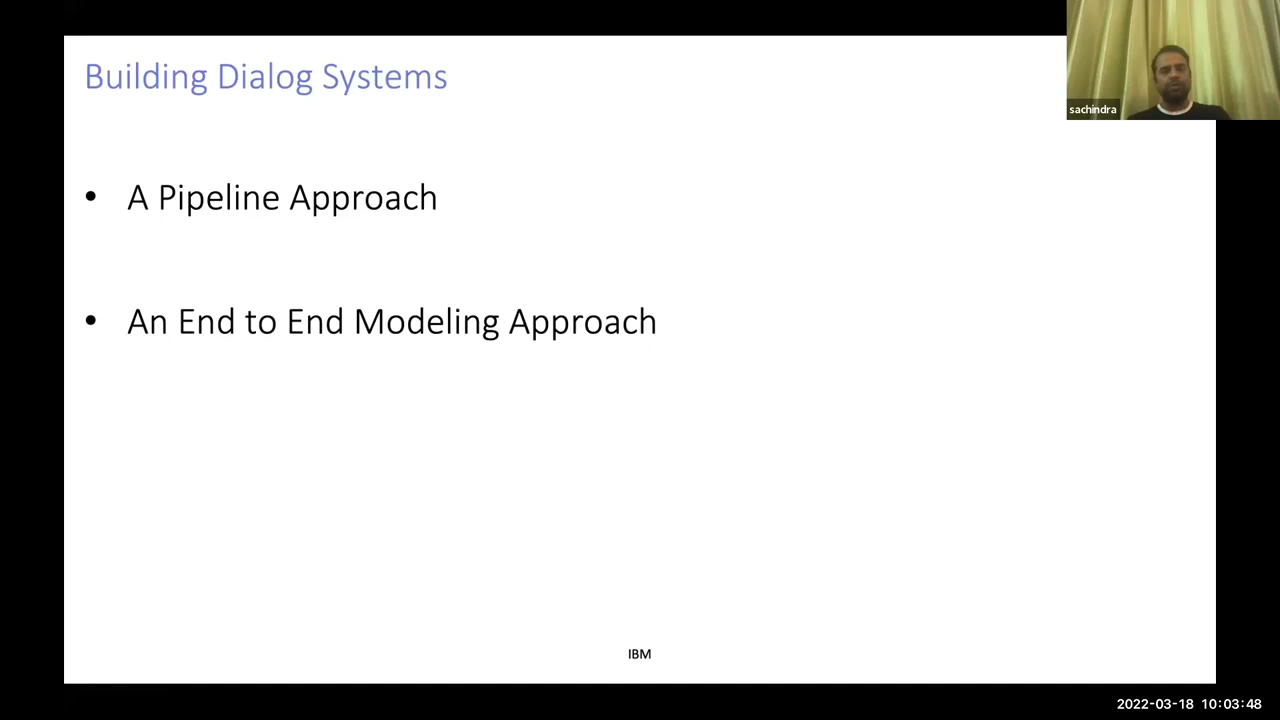 Building Dialog Systems
sachindra
• A Pipeline Approach
• An End to End Modeling Approach
IBM
2022-03-18 10:03:48